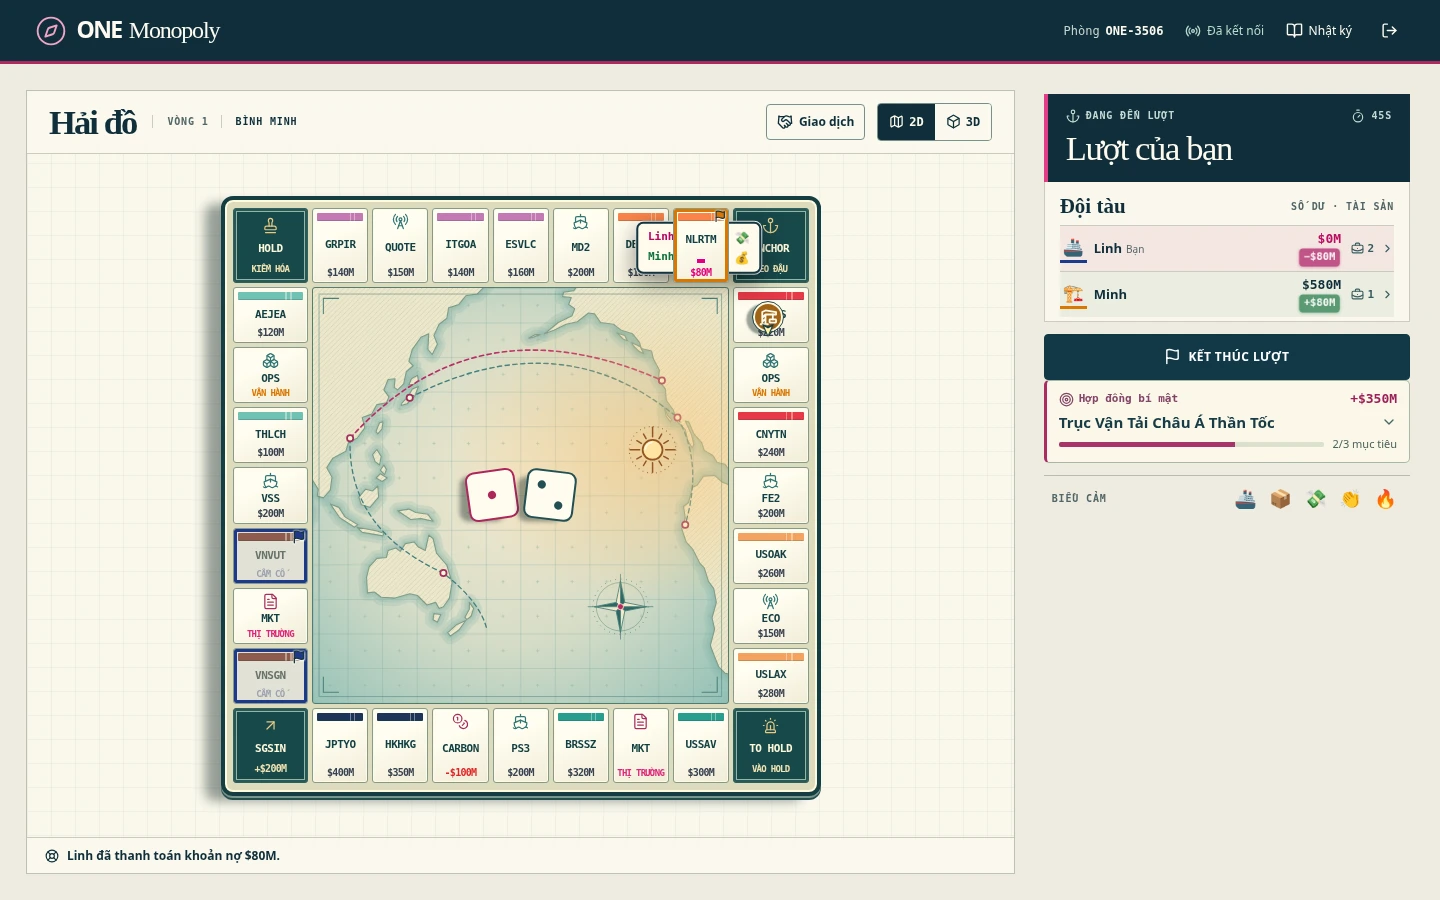 ONE Monopoly
Phòng ONE-3506
Đã kết nối
Nhật ký
Hải đồ
VÒNG 1
BÌNH MINH
Giao dịch
2D
3D
HOLD
KIỂM HÓA
GRPIR
$140M
QUOTE
$150M
ITGOA
$140M
ESVLC
$160M
MD2
$200M
Linh
Minh
NLRTM
$80M
AEJEA
$120M
OPS
VẬN HÀNH
THLCH
$100M
VSS
$200M
VNVUT
CẦM CỐ
MKT
THỊ TRƯỜNG
VNSGN
CẦM CỐ
OPS
VẬN HÀNH
CNYTN
$240M
FE2
$200M
USOAK
$260M
ECO
$150M
USLAX
$280M
SGSIN
+$200M
JPTYO
$400M
HKHKG
$350M
CARBON
-$100M
PS3
$200M
BRSSZ
$320M
MKT
THỊ TRƯỜNG
USSAV
$300M
TO HOLD
VÀO HOLD
Linh đã thanh toán khoản nợ $80M.
ĐANG ĐẾN LƯỢT
45S
Lượt của bạn
Đội tàu
SỐ DƯ · TÀI SẢN
Linh Bạn
$0M
−$80M
2
Minh
$580M
+$80M
1
KẾT THÚC LƯỢT
Hợp đồng bí mật
+$350M
Trục Vận Tải Châu Á Thần Tốc
2/3 mục tiêu
BIỂU CẢM